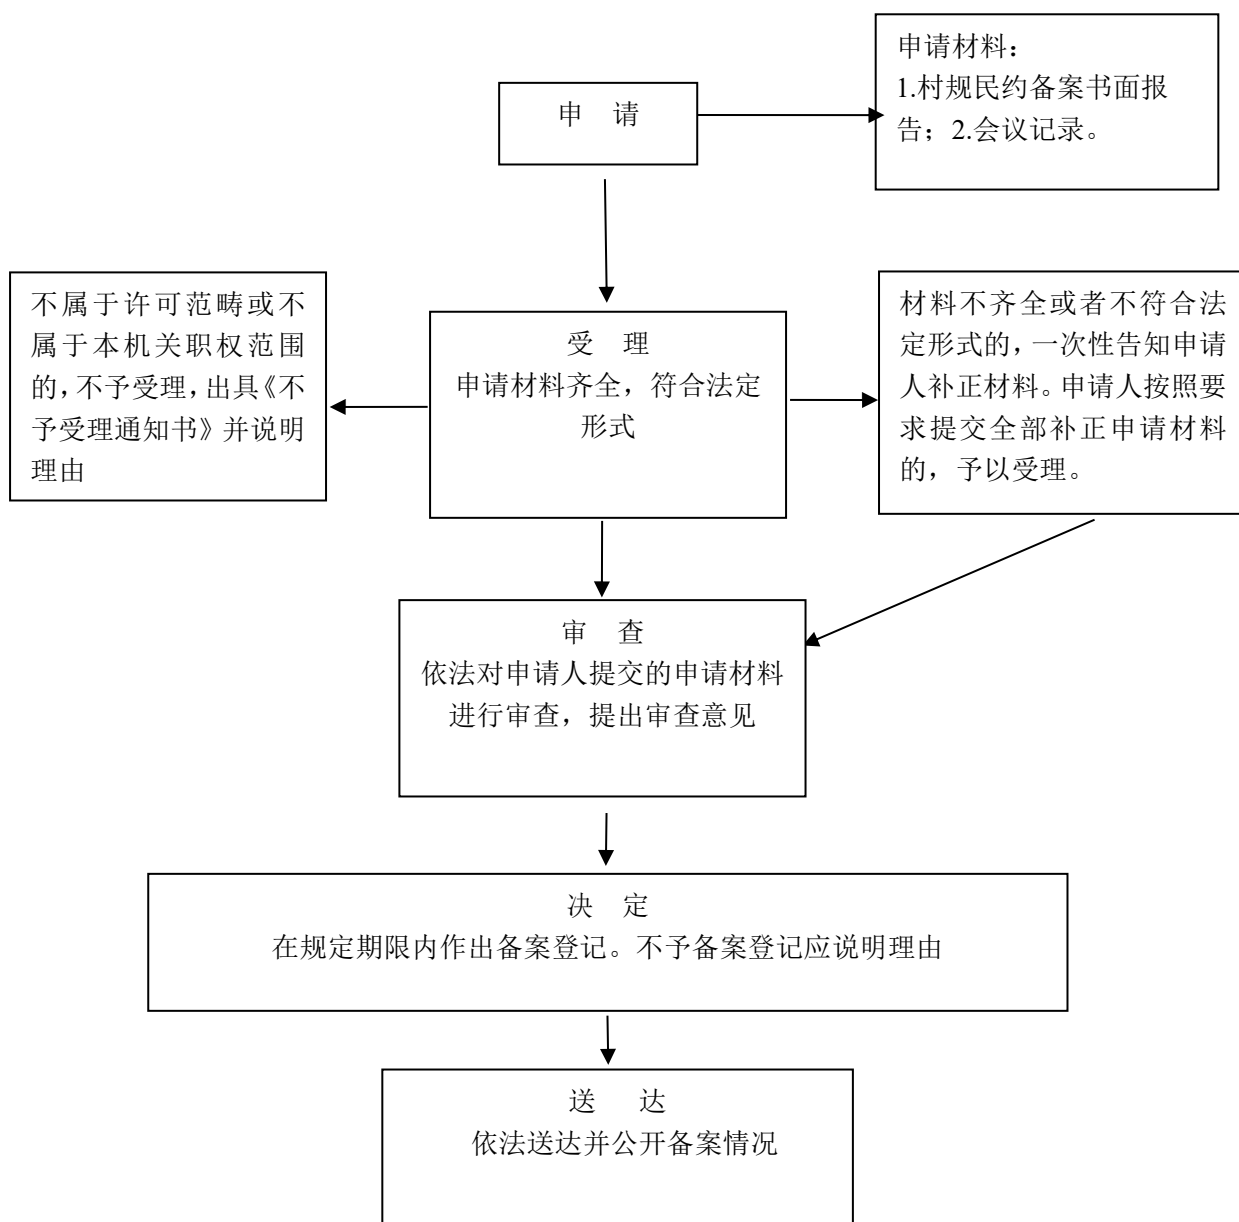 申请材料：
1.村规民约备案书面报
告；2.会议记录。
申 请
不属于许可范畴或不
属于本机关职权范围
的，不予受理，出具《不
予受理通知书》并说明
理由
受 理
申请材料齐全，符合法定
形式
材料不齐全或者不符合法
定形式的，一次性告知申请
人补正材料。申请人按照要
求提交全部补正申请材料
的，予以受理。
审 查
依法对申请人提交的申请材料
进行审查，提出审查意见
决 定
在规定期限内作出备案登记。不予备案登记应说明理由
送 达
依法送达并公开备案情况